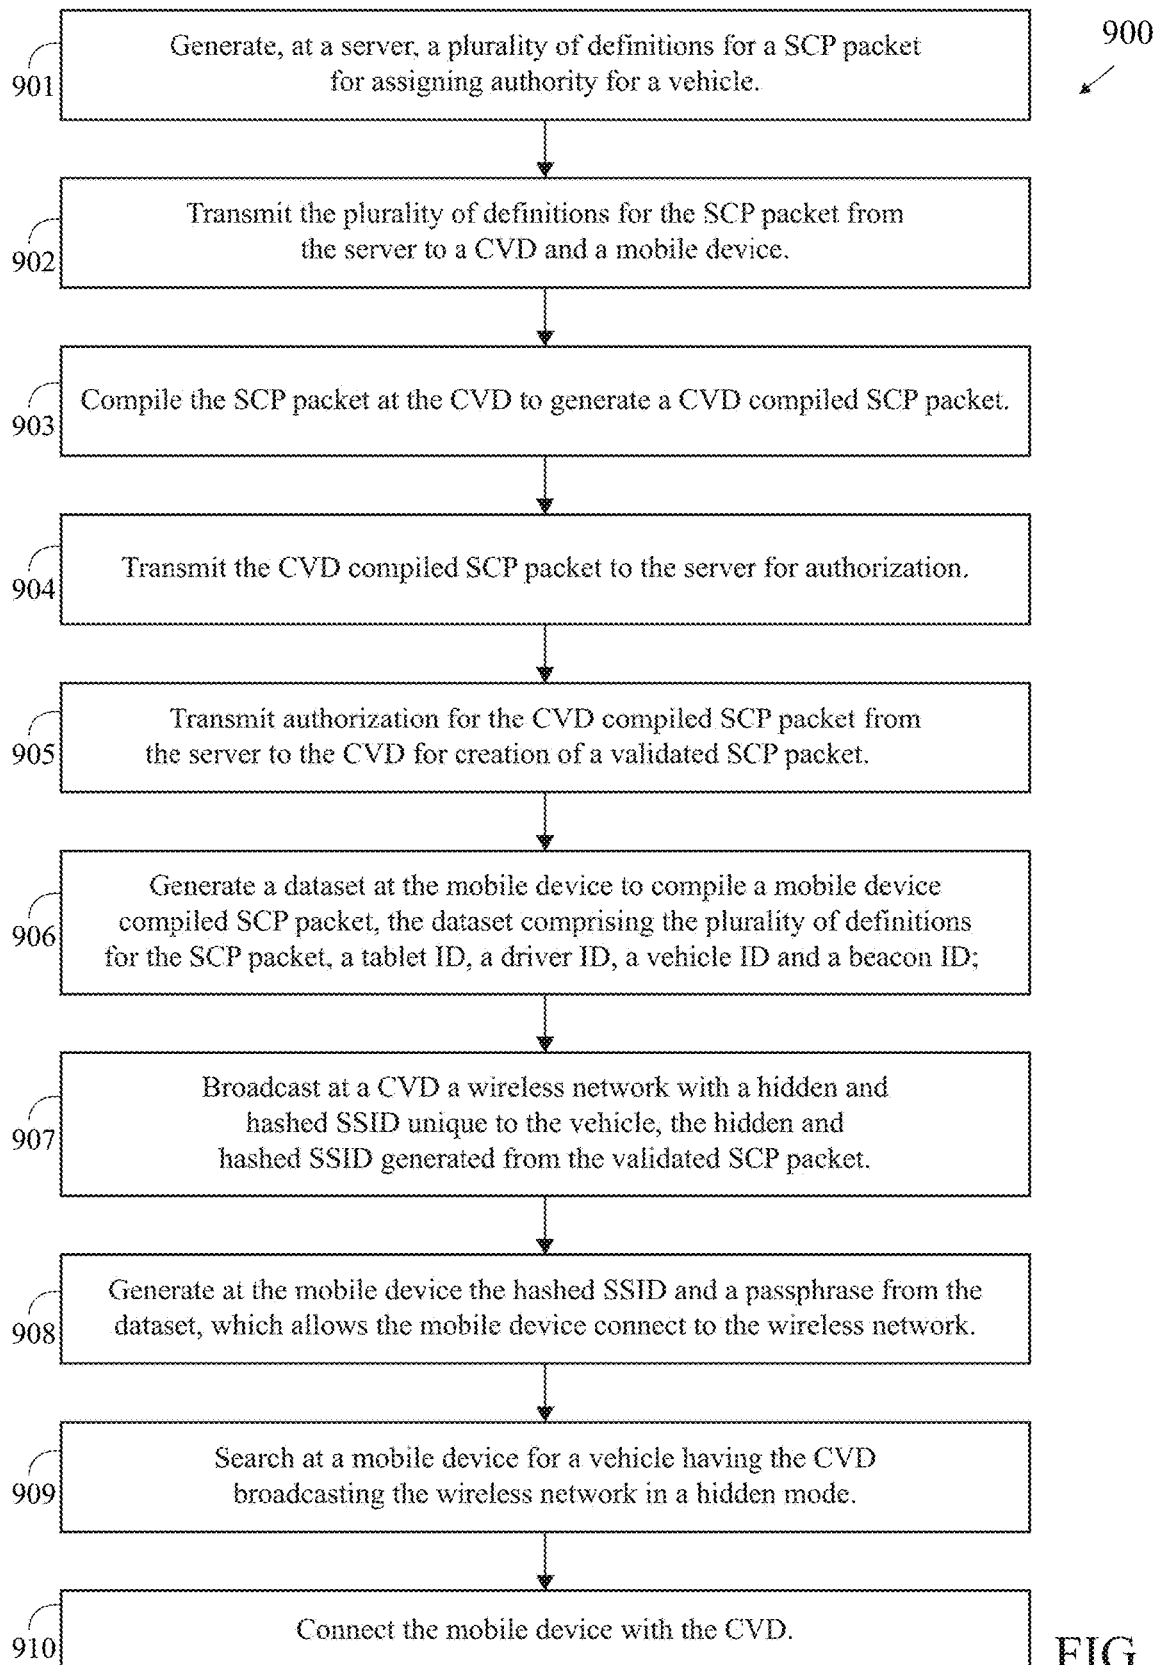 900
901
Generate, at a server, a plurality of definitions for a SCP packet
for assigning authority for a vehicle.
902
Transmit the plurality of definitions for the SCP packet from
the server to a CVD and a mobile device.
903
Compile the SCP packet at the CVD to generate a CVD compiled SCP packet.
904
Transmit the CVD compiled SCP packet to the server for authorization.
905
Transmit authorization for the CVD compiled SCP packet from
the server to the CVD for creation of a validated SCP packet.
906
Generate a dataset at the mobile device to compile a mobile device
compiled SCP packet, the dataset comprising the plurality of definitions
for the SCP packet, a tablet ID, a driver ID, a vehicle ID and a beacon ID;
907
Broadcast at a CVD a wireless network with a hidden and
hashed SSID unique to the vehicle, the hidden and
hashed SSID generated from the validated SCP packet.
908
Generate at the mobile device the hashed SSID and a passphrase from the
dataset, which allows the mobile device connect to the wireless network.
909
Search at a mobile device for a vehicle having the CVD
broadcasting the wireless network in a hidden mode.
910
Connect the mobile device with the CVD.
FIG